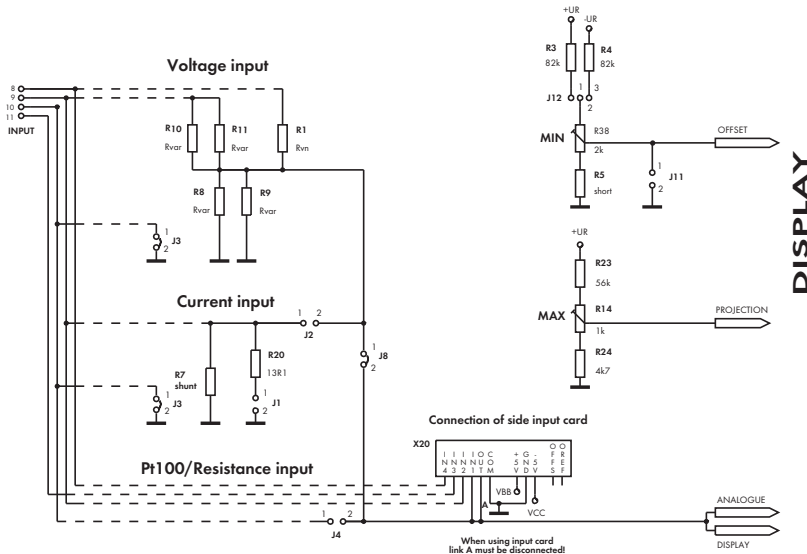 +UR
-UR
R3
82k
R4
82k
J12
1
3
2
Voltage input
8
9
10
11
INPUT
R10
Rvar
R11
Rvar
R1
Rvn
R8
Rvar
R9
Rvar
MIN
R38
2k
OFFSET
R5
short
1
2
J11
DISPLAY
1
2
J3
+UR
R23
56k
Current input
MAX
R14
1k
PROJECTION
1
2
J2
R7
shunt
R20
13R1
1
2
J8
R24
4k7
1
2
J3
1
2
J1
Connection of side input card
X20
IN4
IN3
IN2
IN1
OUT
COM
+5V
GND
-5V
OFFS
OREF
Pt100/Resistance input
VBB
VCC
A
1
2
J4
ANALOGUE
DISPLAY
When using input card
link A must be disconnected!